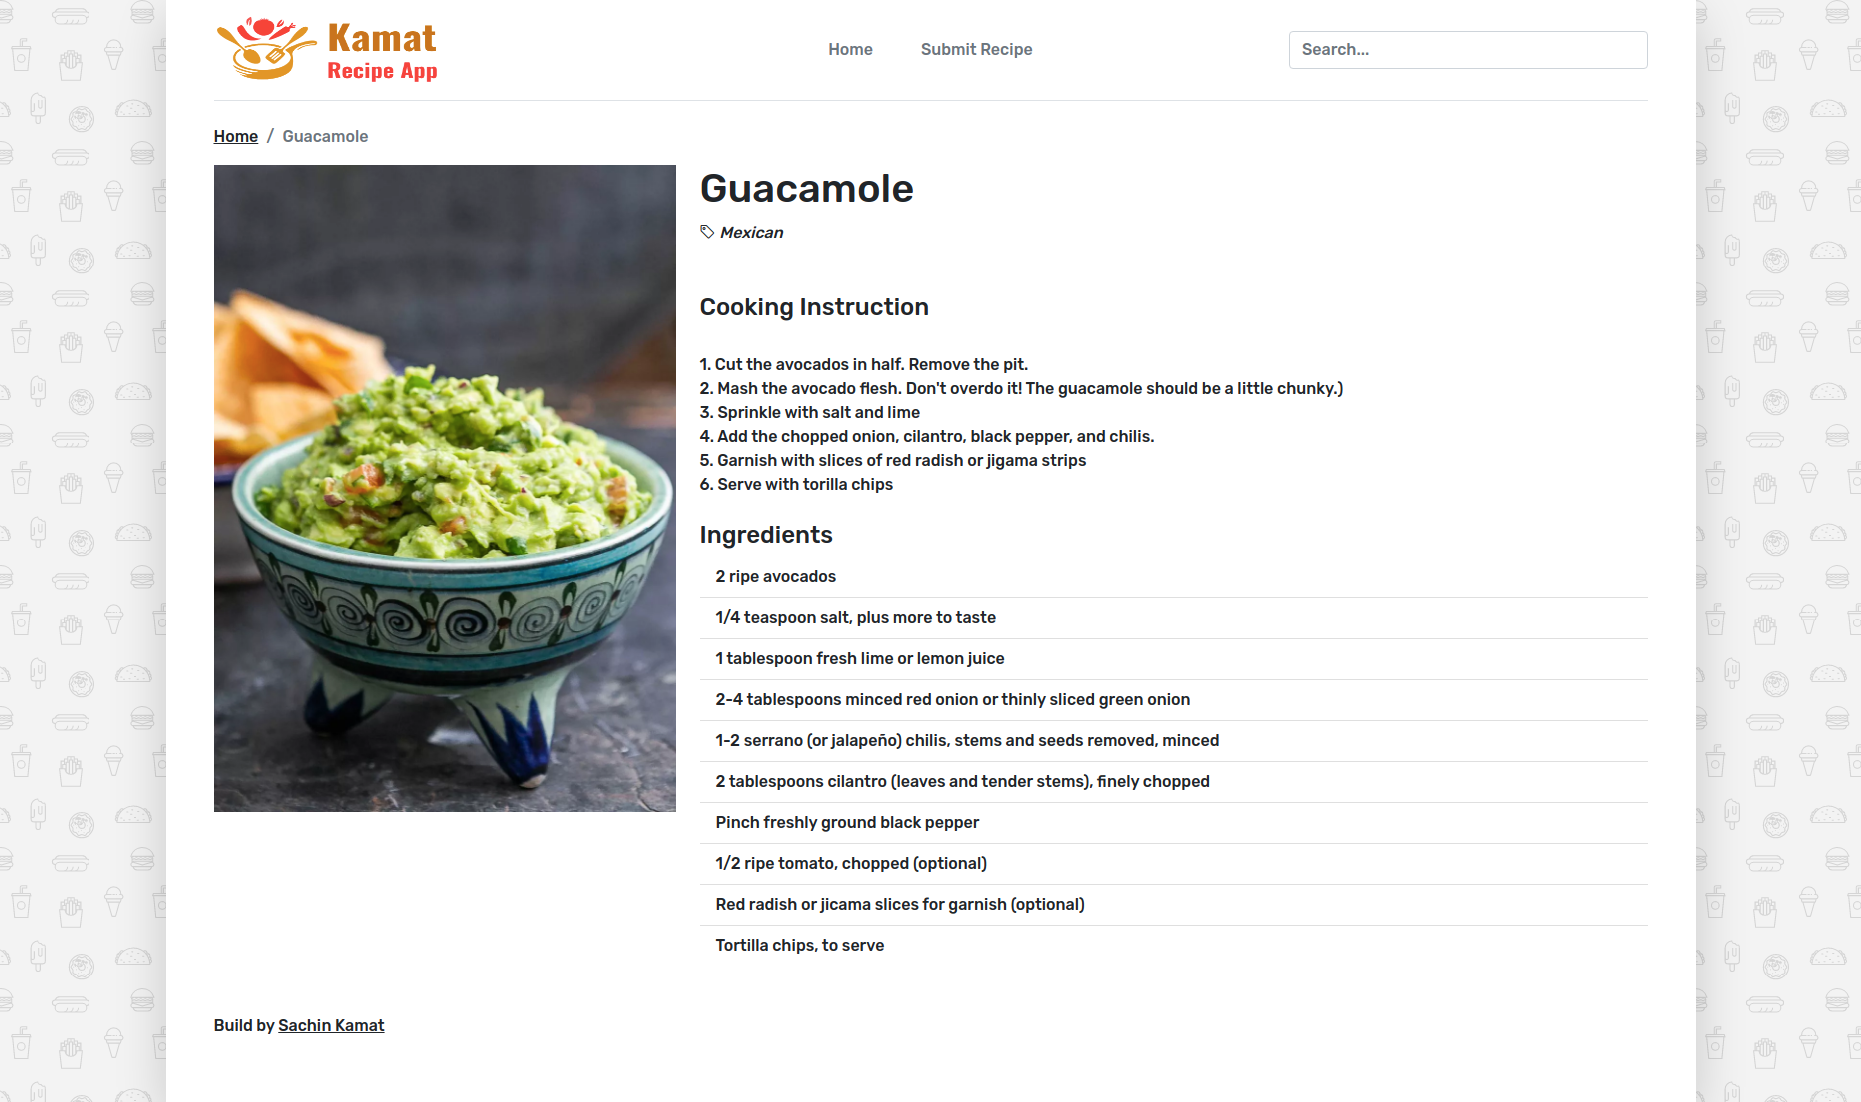 Kamat
Recipe App
Home
Submit Recipe
Search...
Home / Guacamole
Guacamole
Mexican
Cooking Instruction
1. Cut the avocados in half. Remove the pit.
2. Mash the avocado flesh. Don't overdo it! The guacamole should be a little chunky.)
3. Sprinkle with salt and lime
4. Add the chopped onion, cilantro, black pepper, and chilis.
5. Garnish with slices of red radish or jigama strips
6. Serve with torilla chips
Ingredients
2 ripe avocados
1/4 teaspoon salt, plus more to taste
1 tablespoon fresh lime or lemon juice
2-4 tablespoons minced red onion or thinly sliced green onion
1-2 serrano (or jalapeño) chilis, stems and seeds removed, minced
2 tablespoons cilantro (leaves and tender stems), finely chopped
Pinch freshly ground black pepper
1/2 ripe tomato, chopped (optional)
Red radish or jicama slices for garnish (optional)
Tortilla chips, to serve
Build by Sachin Kamat